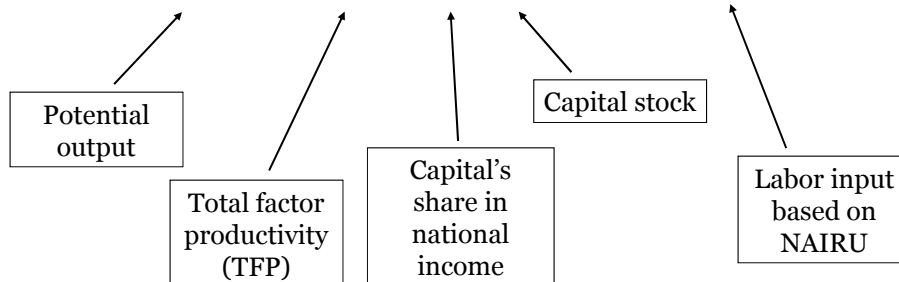 Potential
output
Total factor
productivity
(TFP)
Capital’s
share in
national
income
Capital stock
Labor input
based on
NAIRU